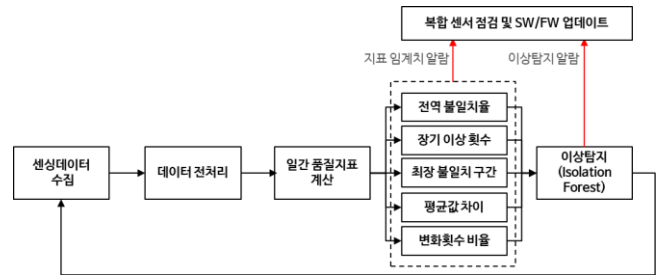 복합 센서 점검 및 SW/FW 업데이트
지표 임계치 알람
이상탐지 알람
전역 불일치율
장기 이상 횟수
최장 불일치 구간
평균값 차이
변화횟수 비율
센싱데이터
수집
데이터 전처리
일간 품질지표
계산
이상탐지
(Isolation
Forest)